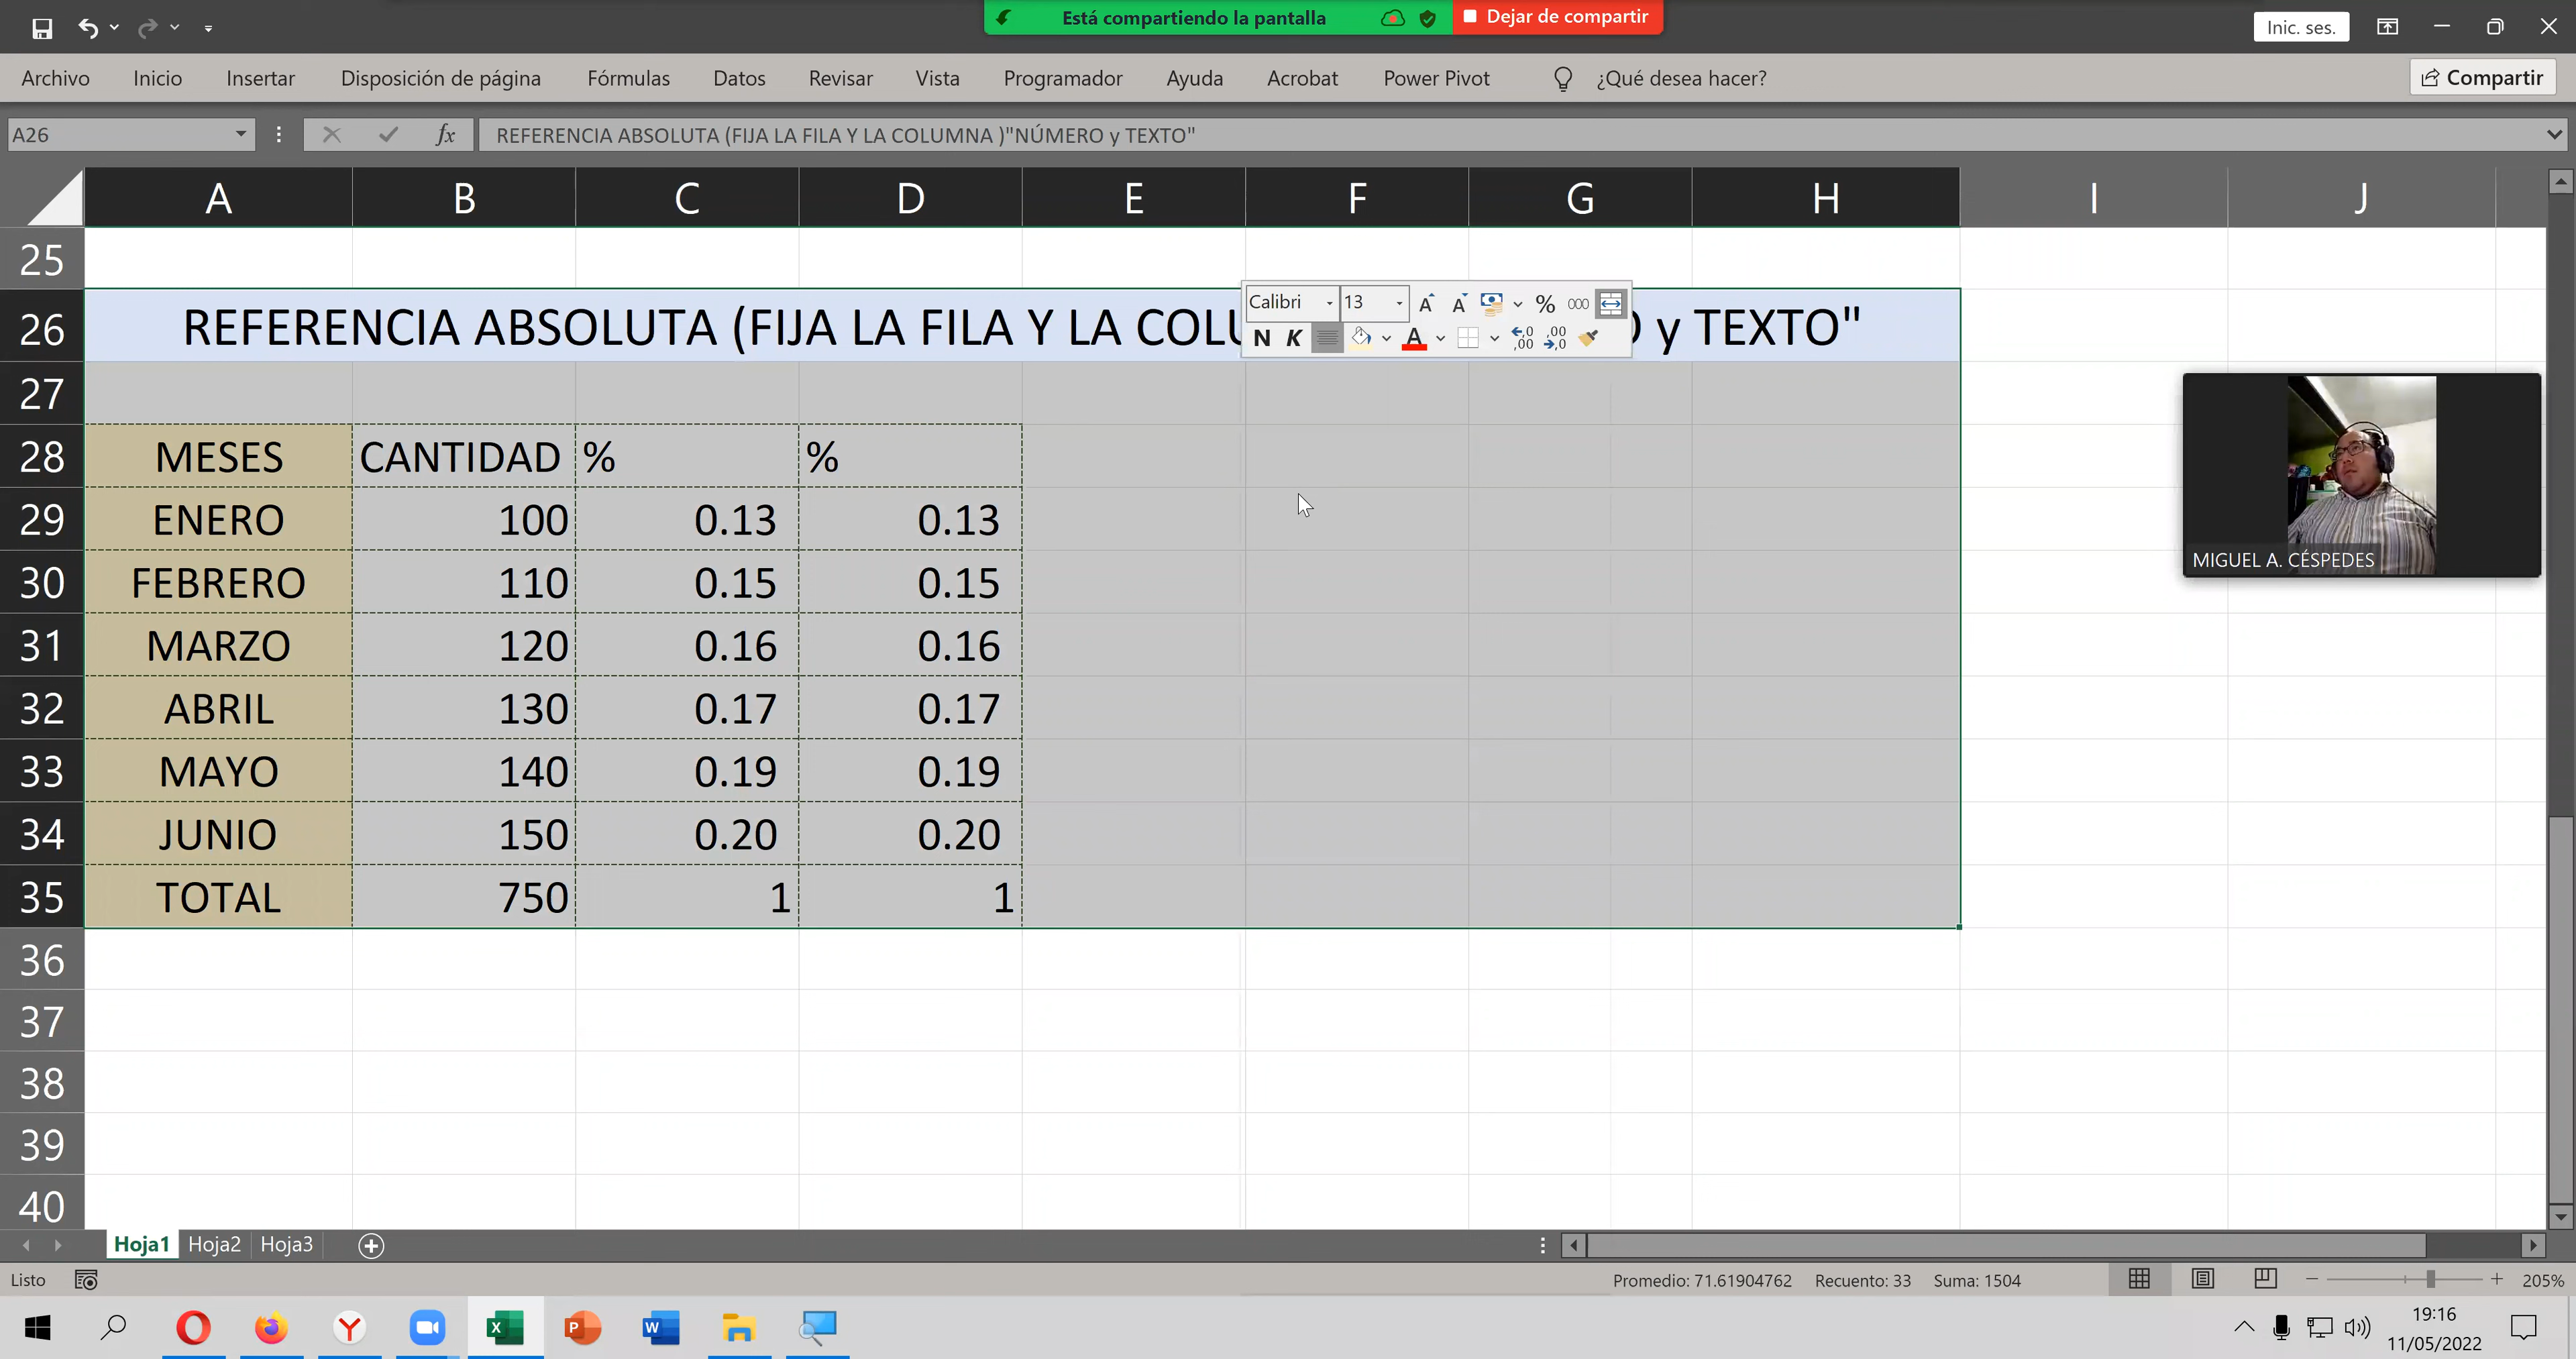 Está compartiendo la pantalla
Dejar de compartir
Inic. ses.
Archivo Inicio Insertar Disposición de página Fórmulas Datos Revisar Vista Programador Ayuda Acrobat Power Pivot ¿Qué desea hacer? Compartir
A26 fx REFERENCIA ABSOLUTA (FIJA LA FILA Y LA COLUMNA )"NÚMERO y TEXTO"
A B C D E F G H I J
25
Calibri 13 A A % 000
26 REFERENCIA ABSOLUTA (FIJA LA FILA Y LA COLU y TEXTO"
N K A
27
28 MESES CANTIDAD % %
29 ENERO 100 0.13 0.13
30 FEBRERO 110 0.15 0.15
31 MARZO 120 0.16 0.16
32 ABRIL 130 0.17 0.17
33 MAYO 140 0.19 0.19
34 JUNIO 150 0.20 0.20
35 TOTAL 750 1 1
36
37
38
39
40
MIGUEL A. CÉSPEDES
Hoja1 Hoja2 Hoja3
Listo Promedio: 71.61904762 Recuento: 33 Suma: 1504 205%
19:16
11/05/2022